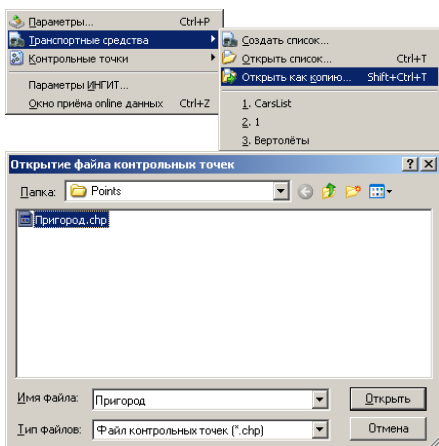 Параметры... Ctrl+P
Транспортные средства
Контрольные точки
Параметры ИНГИТ...
Окно приёма online данных Ctrl+Z
Создать список...
Открыть список... Ctrl+T
Открыть как копию... Shift+Ctrl+T
1. CarsList
2. 1
3. Вертолёты
Открытие файла контрольных точек
Папка: Points
Пригород.chp
Имя файла: Пригород Открыть
Тип файлов: Файл контрольных точек (*.chp) Отмена